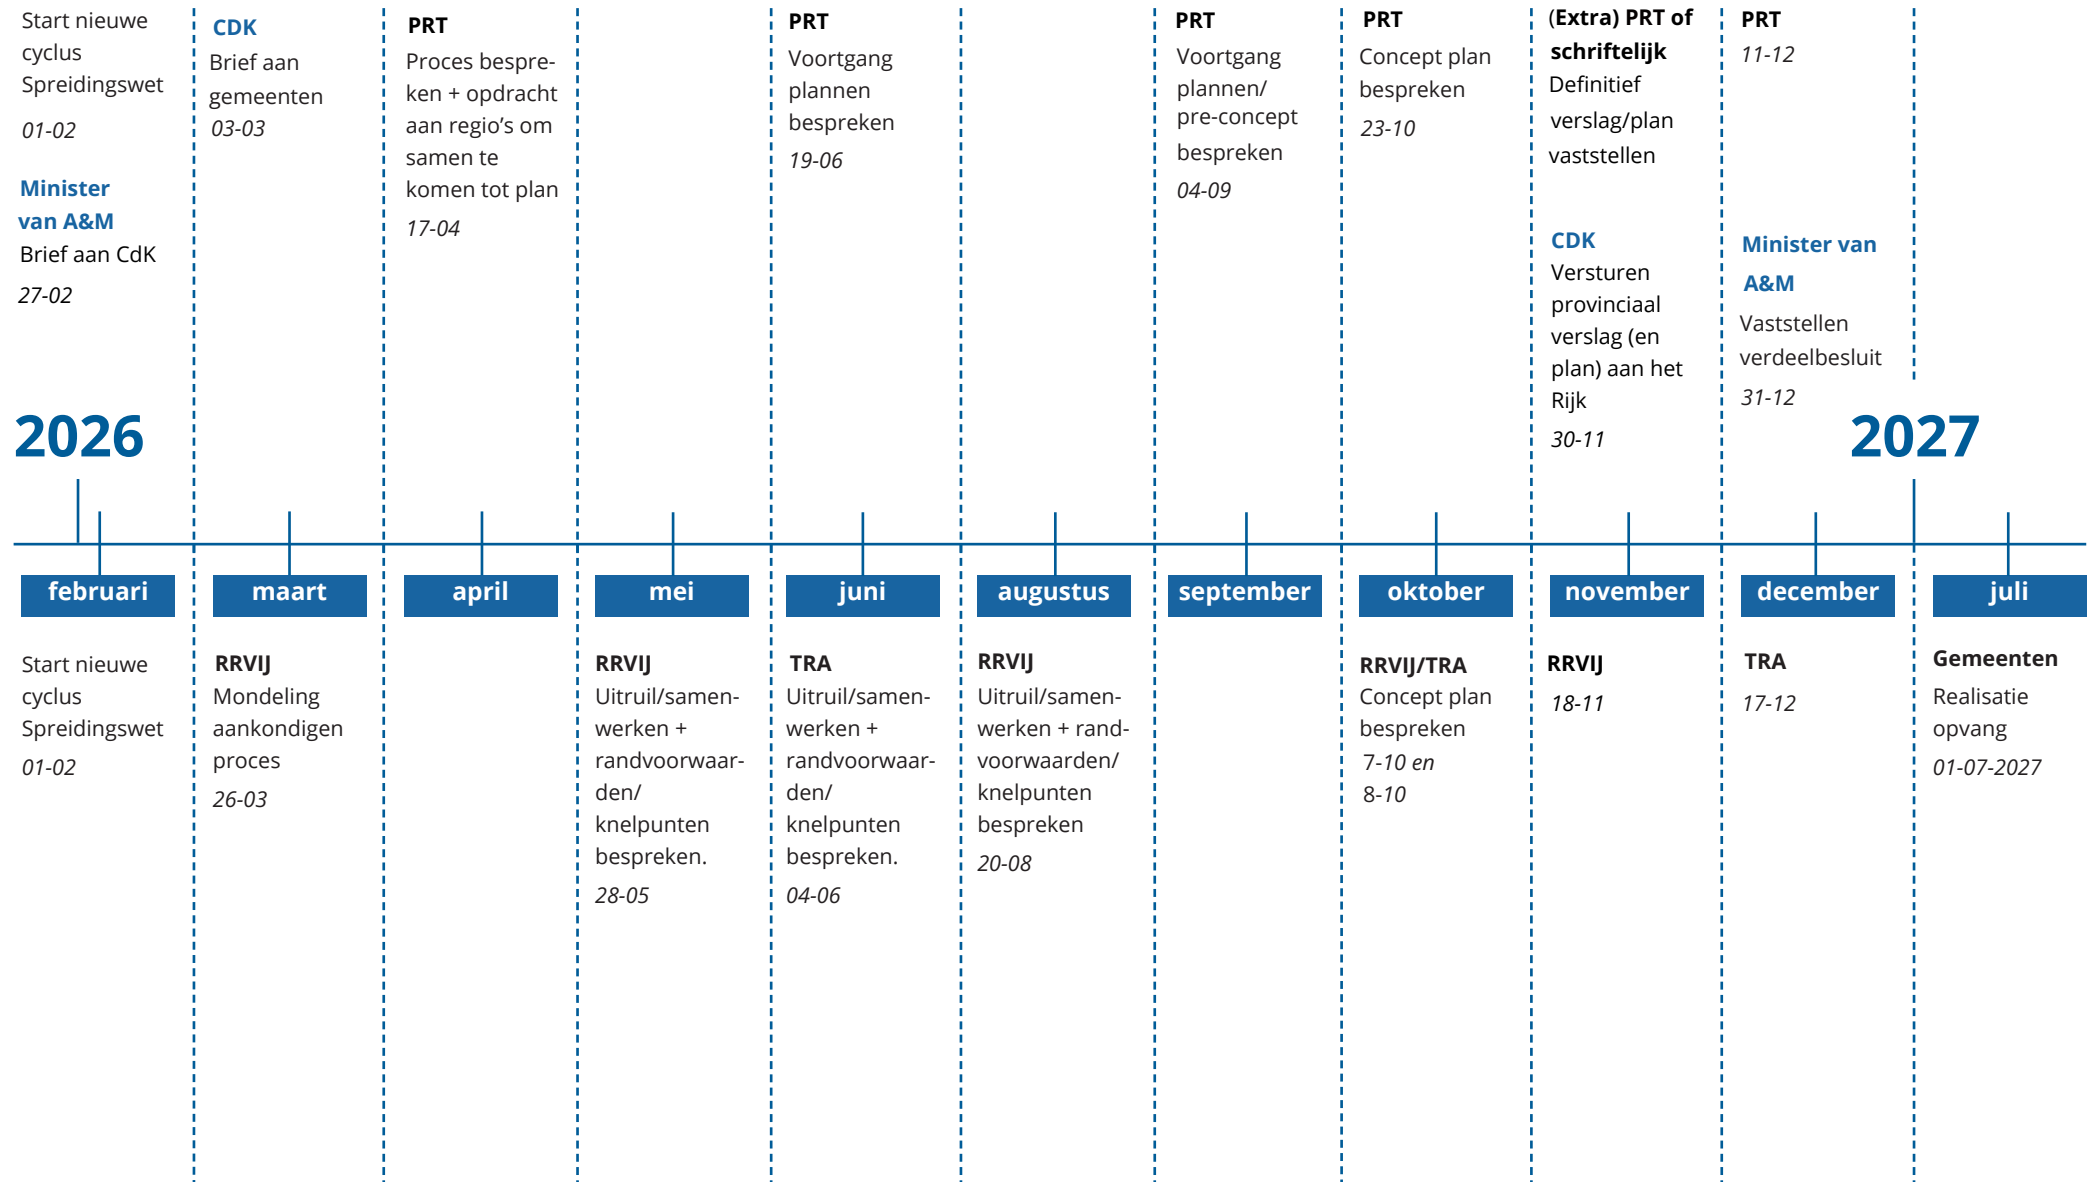 Start nieuwe
cyclus
Spreidingswet
01-02
Minister
van A&M
Brief aan CdK
27-02
CDK
Brief aan
gemeenten
03-03
PRT
Proces bespre-
ken + opdracht
aan regio's om
samen te
komen tot plan
17-04
PRT
Voortgang
plannen
bespreken
19-06
PRT
Voortgang
plannen/
pre-concept
bespreken
04-09
PRT
Concept plan
bespreken
23-10
(Extra) PRT of
schriftelijk
Definitief
verslag/plan
vaststellen
CDK
Versturen
provinciaal
verslag (en
plan) aan het
Rijk
30-11
PRT
11-12
Minister van
A&M
Vaststellen
verdeelbesluit
31-12
2026
2027
februari
maart
april
mei
juni
augustus
september
oktober
november
december
juli
Start nieuwe
cyclus
Spreidingswet
01-02
RRVIJ
Mondeling
aankondigen
proces
26-03
RRVIJ
Uitruil/samen-
werken +
randvoorwaar-
den/
knelpunten
bespreken.
28-05
TRA
Uitruil/samen-
werken +
randvoorwaar-
den/
knelpunten
bespreken.
04-06
RRVIJ
Uitruil/samen-
werken + rand-
voorwaarden/
knelpunten
bespreken
20-08
RRVIJ/TRA
Concept plan
bespreken
7-10 en
8-10
RRVIJ
18-11
TRA
17-12
Gemeenten
Realisatie
opvang
01-07-2027